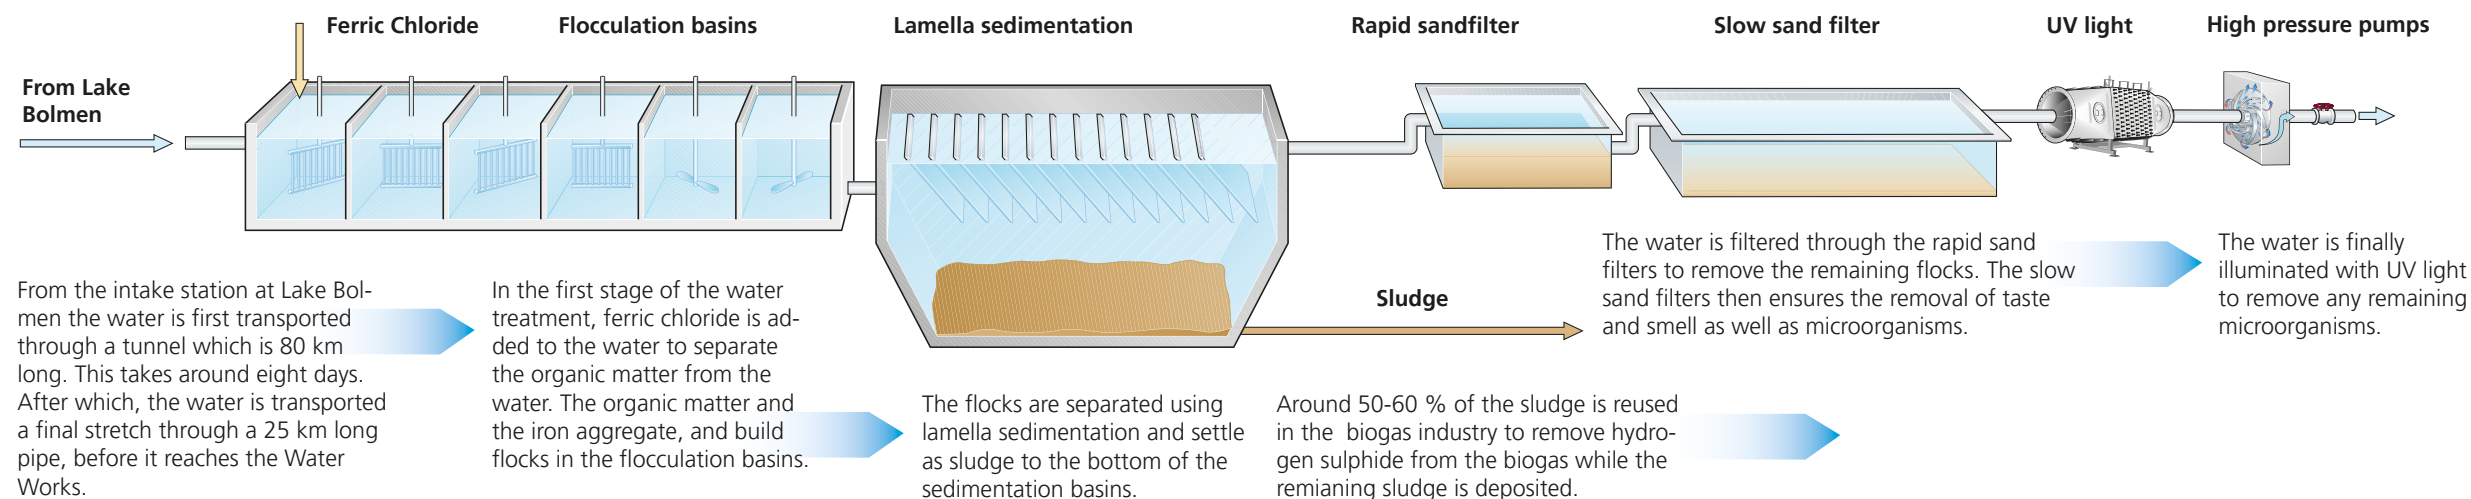 Ferric Chloride
Flocculation basins
Lamella sedimentation
Rapid sandfilter
Slow sand filter
UV light
High pressure pumps
From Lake
Bolmen
From the intake station at Lake Bol-
men the water is first transported
through a tunnel which is 80 km
long. This takes around eight days.
After which, the water is transported
a final stretch through a 25 km long
pipe, before it reaches the Water
Works.
In the first stage of the water
treatment, ferric chloride is ad-
ded to the water to separate
the organic matter from the
water. The organic matter and
the iron aggregate, and build
flocks in the flocculation basins.
The flocks are separated using
lamella sedimentation and settle
as sludge to the bottom of the
sedimentation basins.
Sludge
Around 50-60 % of the sludge is reused
in the biogas industry to remove hydro-
gen sulphide from the biogas while the
remianing sludge is deposited.
The water is filtered through the rapid sand
filters to remove the remaining flocks. The slow
sand filters then ensures the removal of taste
and smell as well as microorganisms.
The water is finally
illuminated with UV light
to remove any remaining
microorganisms.